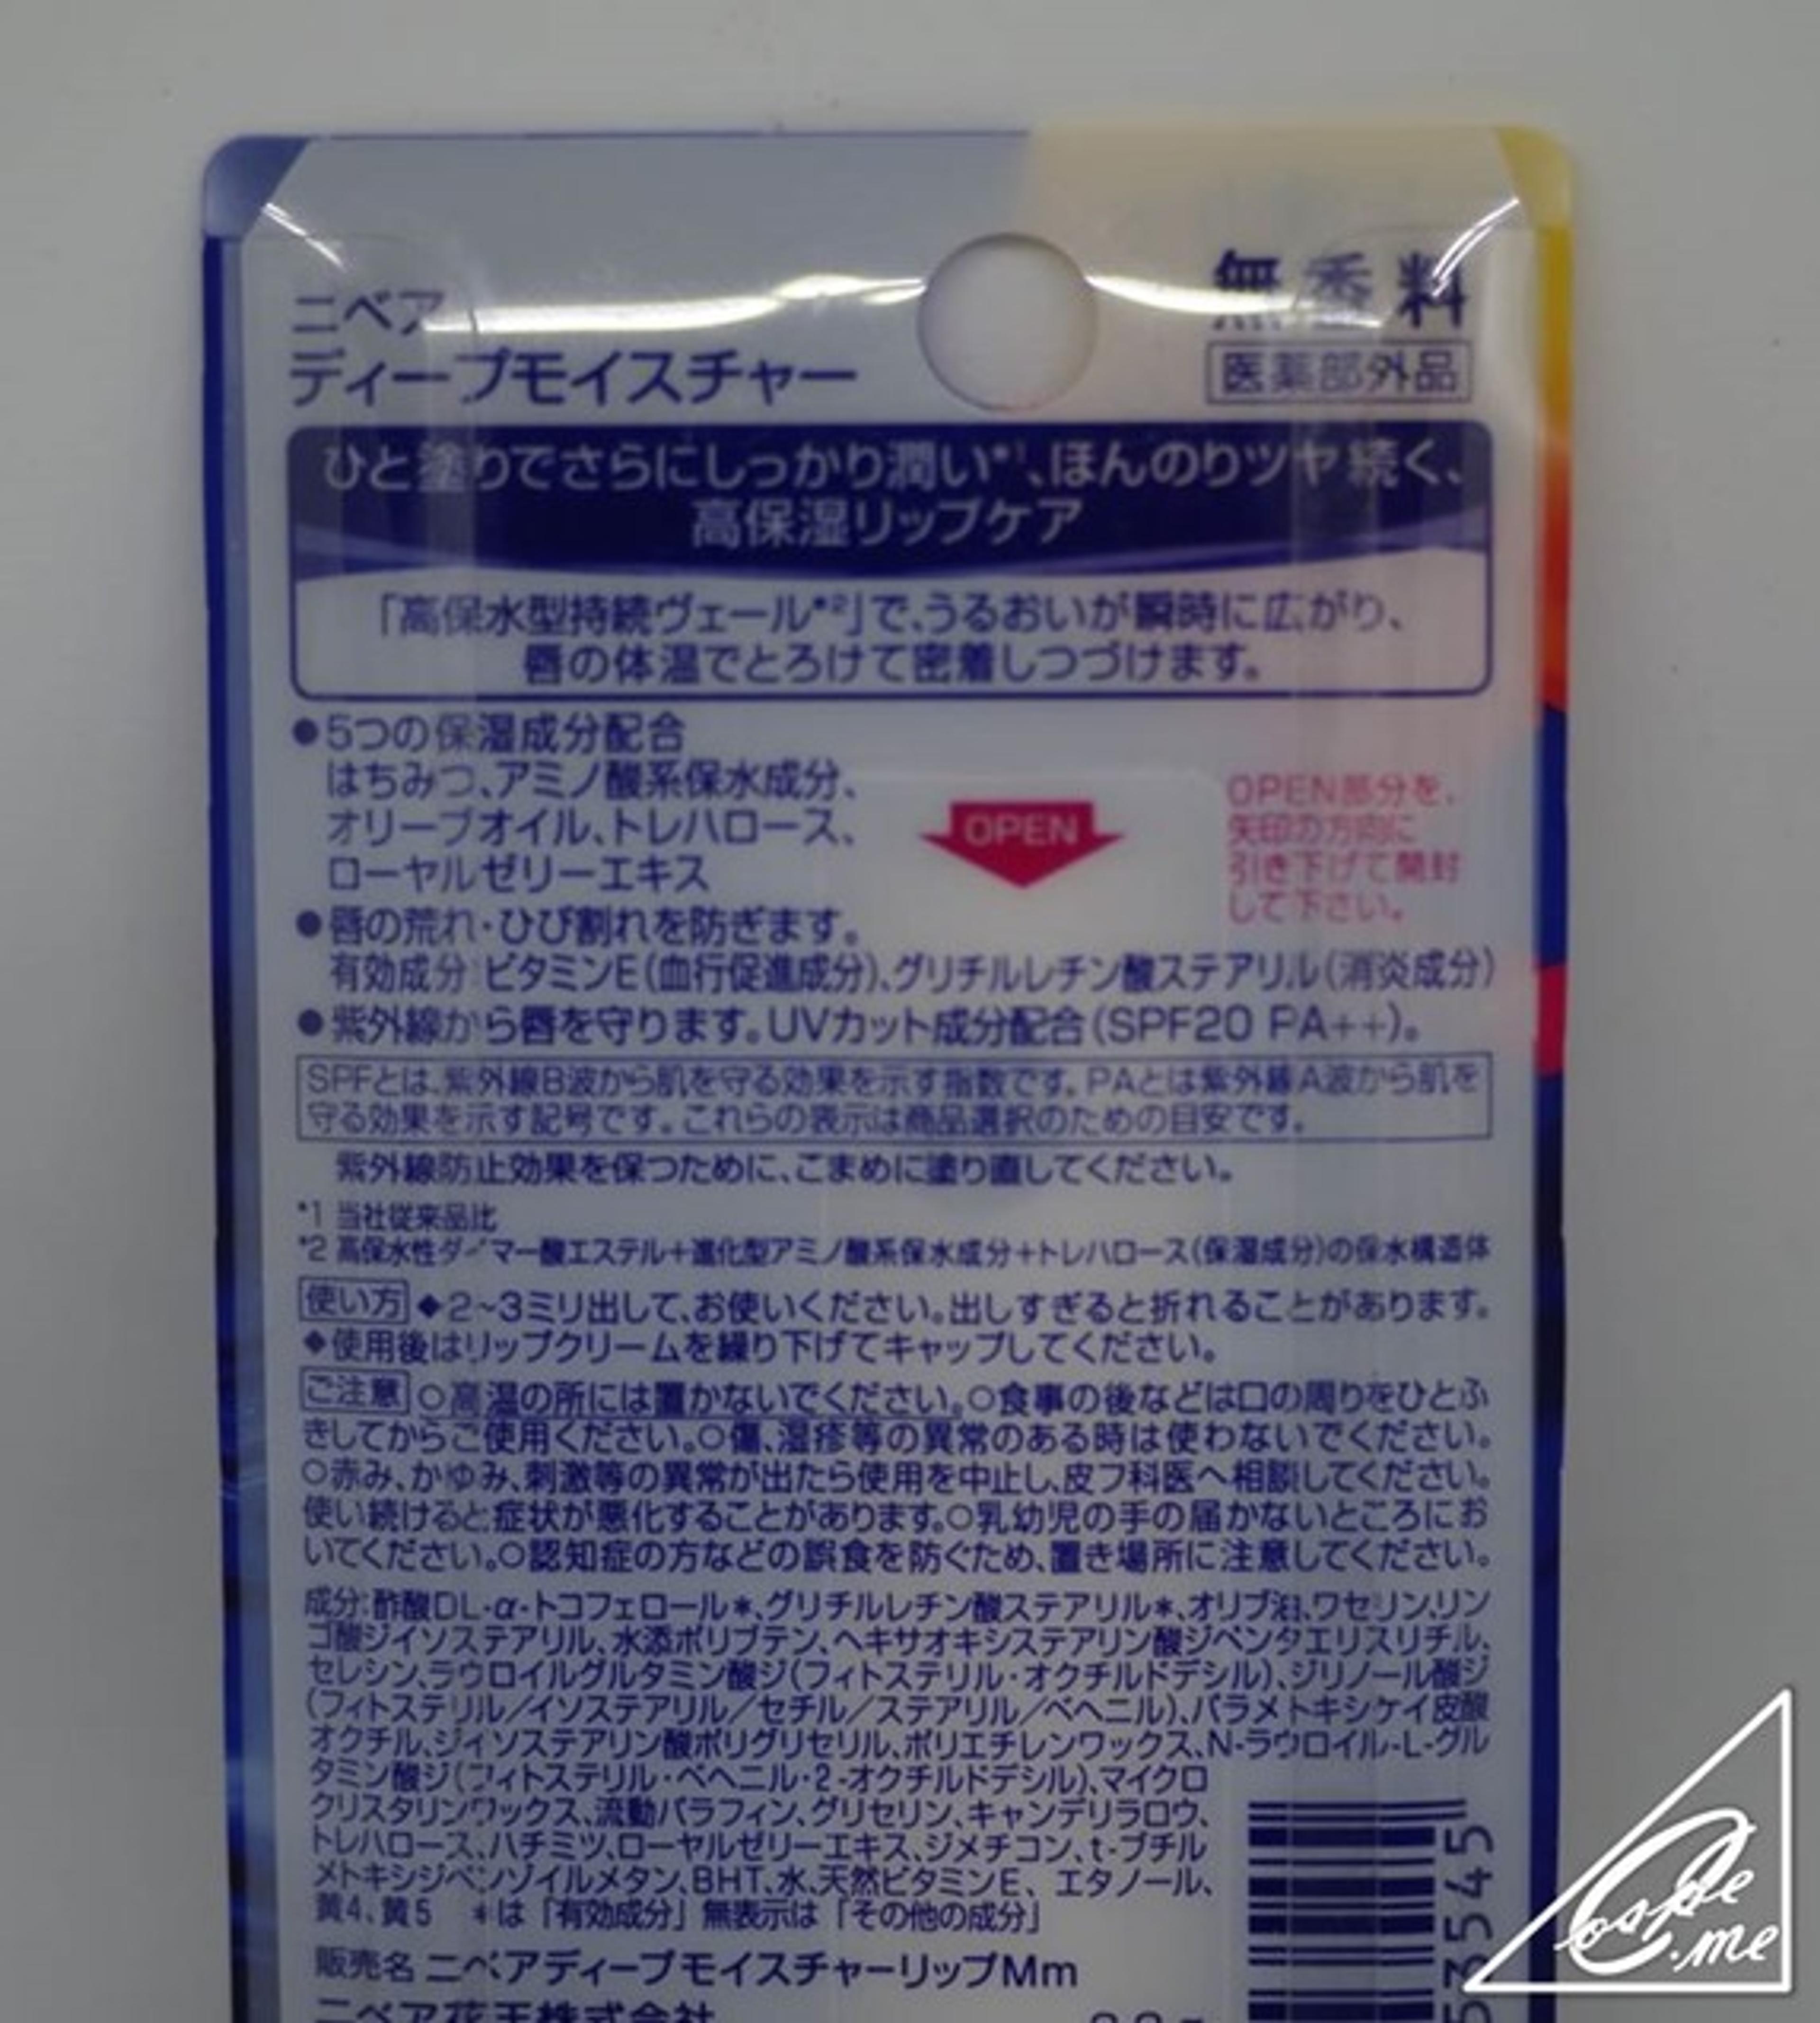 ニベア
ディープモイスチャー
無香料
医薬部外品
ひと塗りでさらにしっかり潤い*1、ほんのりツヤ続く、
高保湿リップケア
「高保水型持続ヴェール*2」で、うるおいが瞬時に広がり、
唇の体温でとろけて密着しつづけます。
●5つの保湿成分配合
はちみつ、アミノ酸系保水成分、
オリーブオイル、トレハロース、
ローヤルゼリーエキス
OPEN
OPEN部分を、
矢印の方向に
引き下げて開封
して下さい。
●唇の荒れ・ひび割れを防ぎます。
有効成分:ビタミンE(血行促進成分)、グリチルレチン酸ステアリル(消炎成分)
●紫外線から唇を守ります。UVカット成分配合(SPF20 PA++)。
SPFとは、紫外線B波から肌を守る効果を示す指数です。PAとは紫外線A波から肌を
守る効果を示す記号です。これらの表示は商品選択のための目安です。
紫外線防止効果を保つために、こまめに塗り直してください。
*1 当社従来品比
*2 高保水性ダイマー酸エステル+進化型アミノ酸系保水成分+トレハロース(保湿成分)の保水構造体
使い方 ◆2~3ミリ出して、お使いください。出しすぎると折れることがあります。
◆使用後はリップクリームを繰り下げてキャップしてください。
ご注意 ○高温の所には置かないでください。○食事の後などは口の周りをひとふ
きしてからご使用ください。○傷、湿疹等の異常のある時は使わないでください。
○赤み、かゆみ、刺激等の異常が出たら使用を中止し、皮フ科医へ相談してください。
使い続けると症状が悪化することがあります。○乳幼児の手の届かないところにお
いてください。○認知症の方などの誤食を防ぐため、置き場所に注意してください。
成分:酢酸DL-α-トコフェロール*、グリチルレチン酸ステアリル*、オリブ油、ワセリン、リン
ゴ酸ジイソステアリル、水添ポリブテン、ヘキサオキシステアリン酸ジペンタエリスリチル、
セレシン、ラウロイルグルタミン酸ジ(フィトステリル・オクチルドデシル)、ジリノール酸ジ
(フィトステリル/イソステアリル/セチル/ステアリル/ベヘニル)、パラメトキシケイ皮酸
オクチル、ジイソステアリン酸ポリグリセリル、ポリエチレンワックス、N-ラウロイル-L-グル
タミン酸ジ(フィトステリル・ベヘニル・2-オクチルドデシル)、マイクロ
クリスタリンワックス、流動パラフィン、グリセリン、キャンデリラロウ、
トレハロース、ハチミツ、ローヤルゼリーエキス、ジメチコン、t-ブチル
メトキシジベンゾイルメタン、BHT、水、天然ビタミンE、エタノール、
黄4、黄5 *は「有効成分」無表示は「その他の成分」
販売名 ニベアディープモイスチャーリップMm
ニベア花王株式会社
53545
Cosme.me